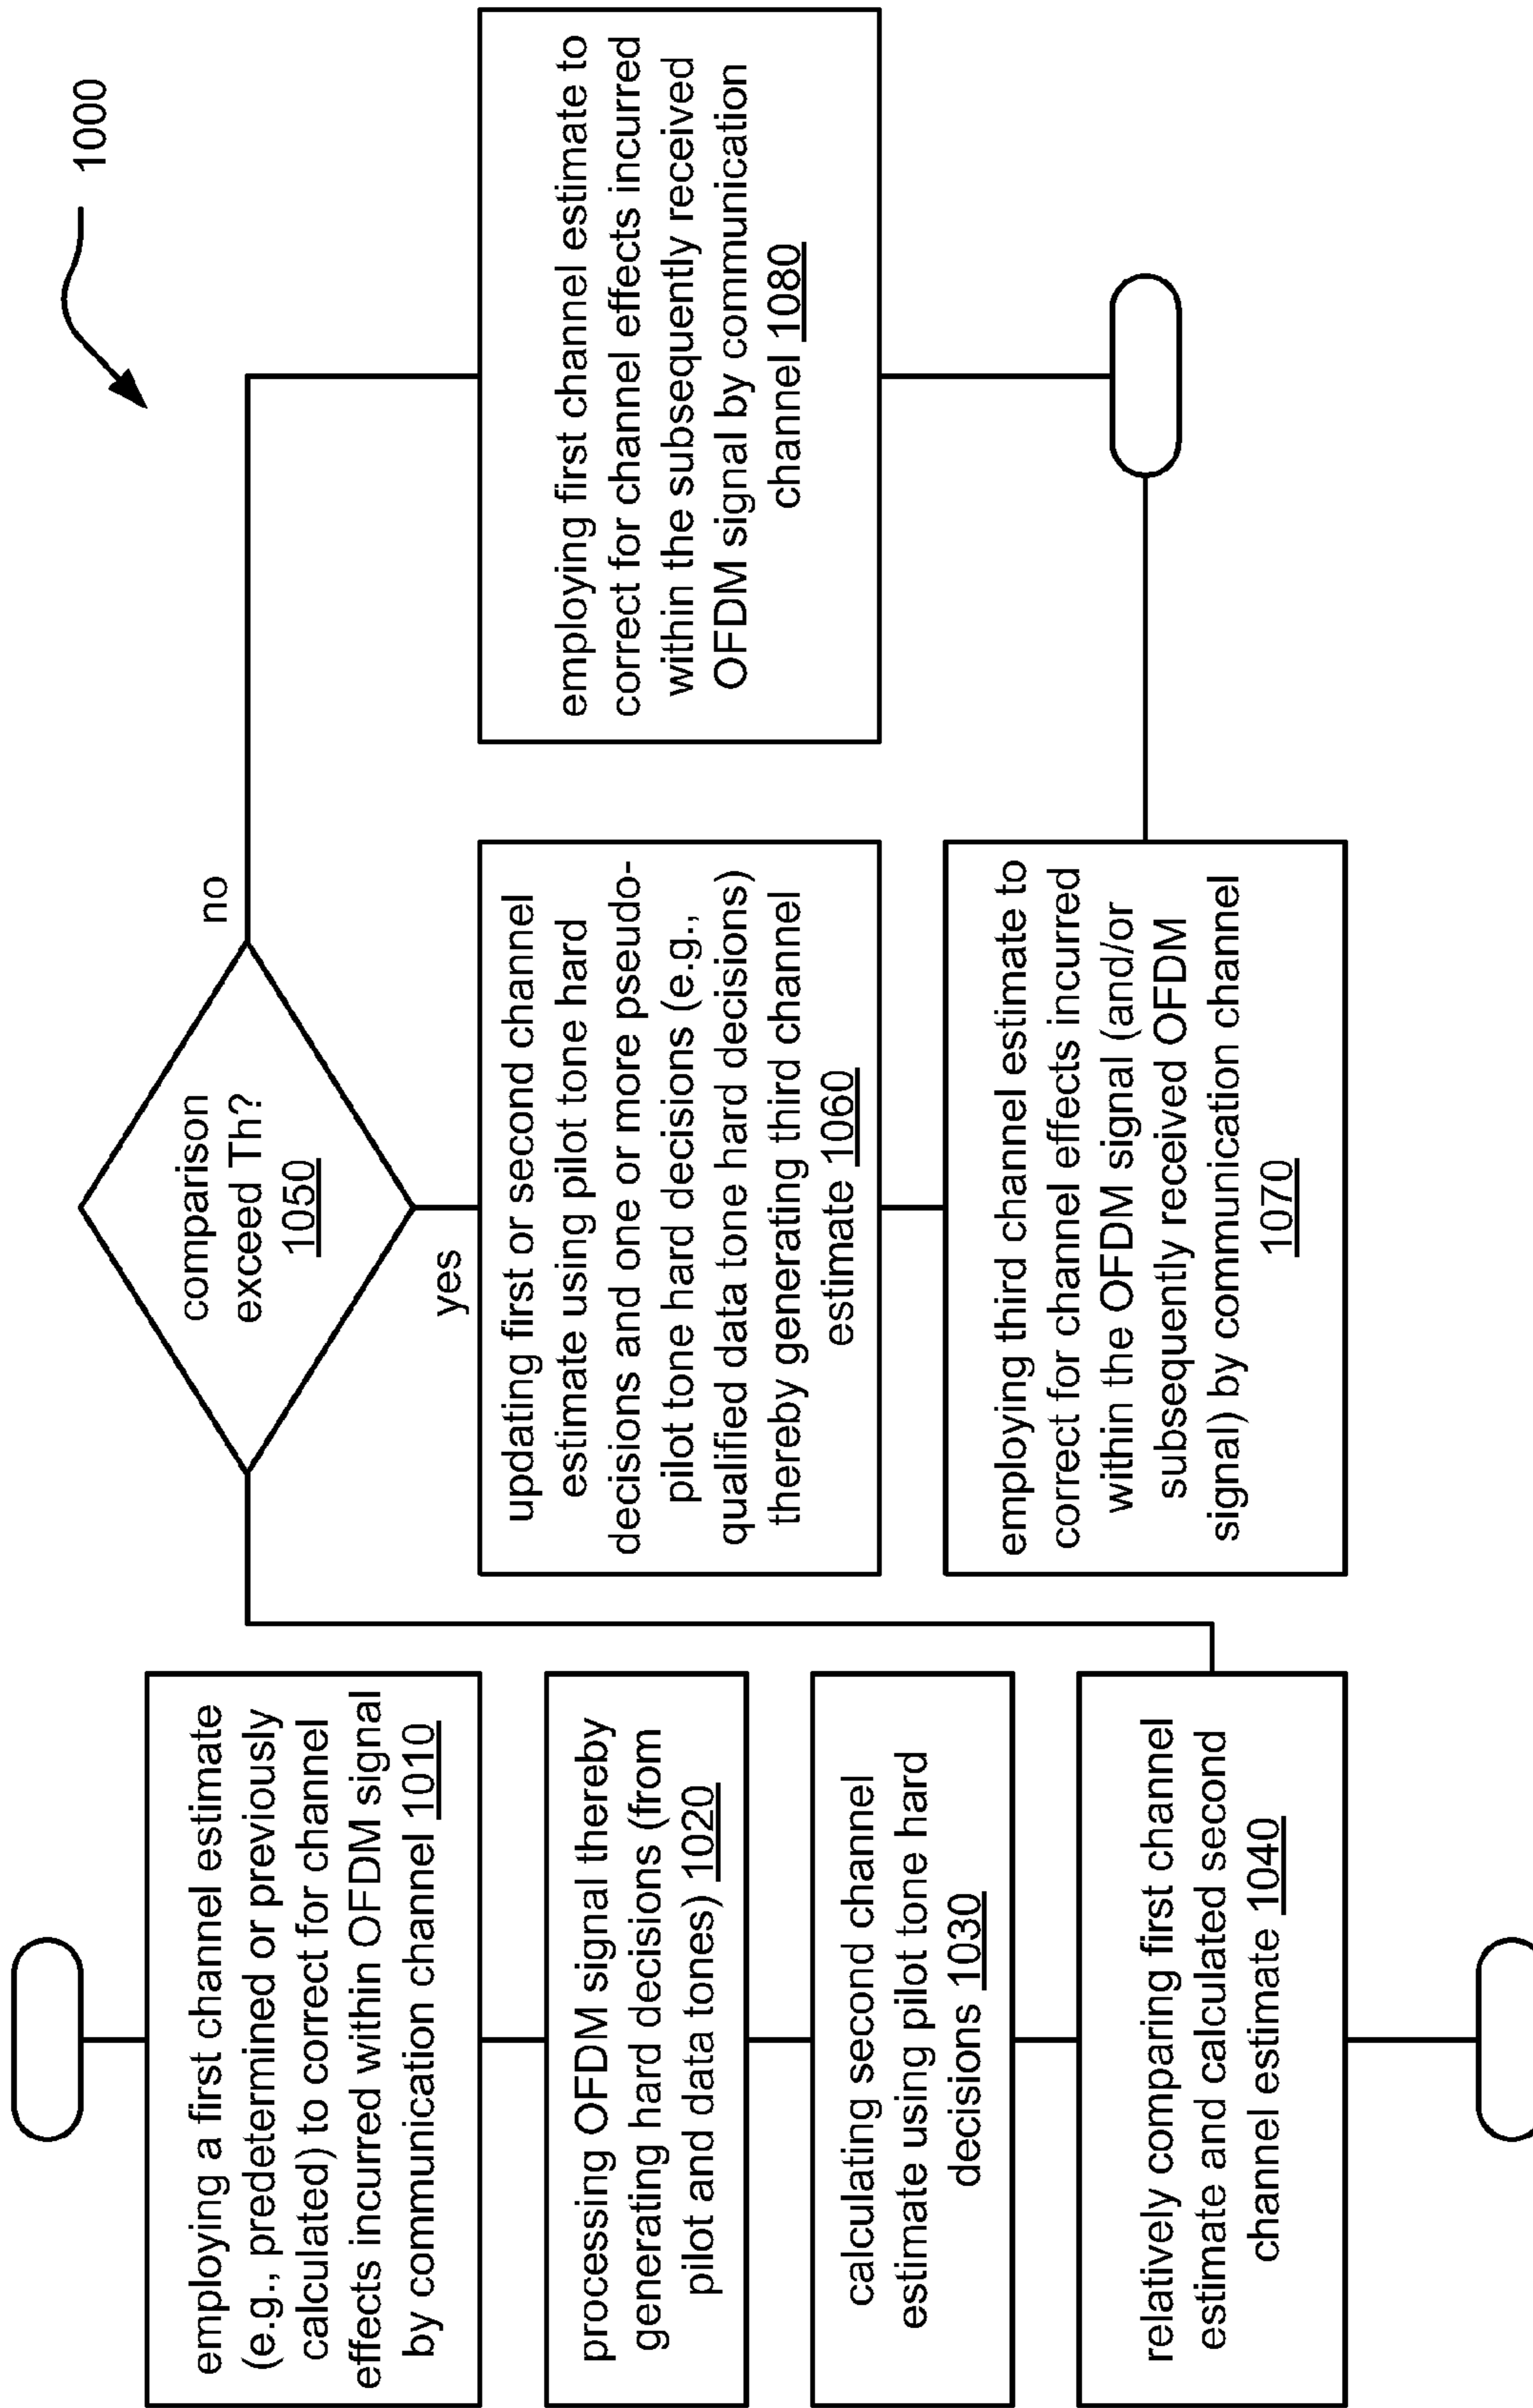 1000
employing a first channel estimate
(e.g., predetermined or previously
calculated) to correct for channel
effects incurred within OFDM signal
by communication channel 1010
processing OFDM signal thereby
generating hard decisions (from
pilot and data tones) 1020
calculating second channel
estimate using pilot tone hard
decisions 1030
relatively comparing first channel
estimate and calculated second
channel estimate 1040
comparison
exceed Th?
1050
yes
no
updating first or second channel
estimate using pilot tone hard
decisions and one or more pseudo-
pilot tone hard decisions (e.g.,
qualified data tone hard decisions)
thereby generating third channel
estimate 1060
employing third channel estimate to
correct for channel effects incurred
within the OFDM signal (and/or
subsequently received OFDM
signal) by communication channel
1070
employing first channel estimate to
correct for channel effects incurred
within the subsequently received
OFDM signal by communication
channel 1080